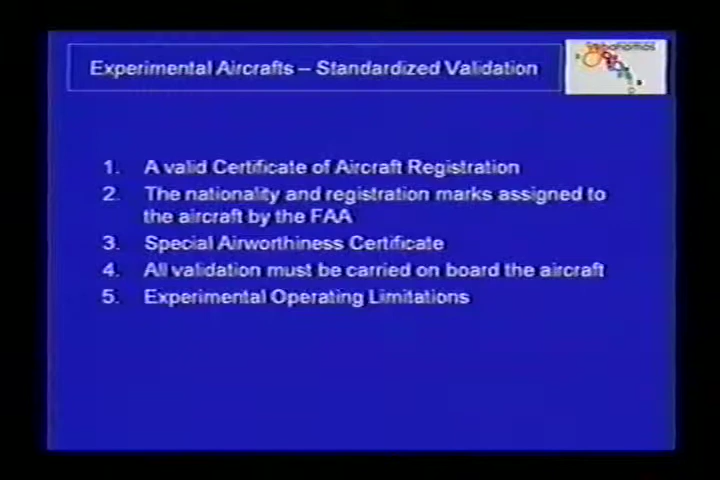 Experimental Aircrafts – Standardized Validation
1. A valid Certificate of Aircraft Registration
2. The nationality and registration marks assigned to
the aircraft by the FAA
3. Special Airworthiness Certificate
4. All validation must be carried on board the aircraft
5. Experimental Operating Limitations